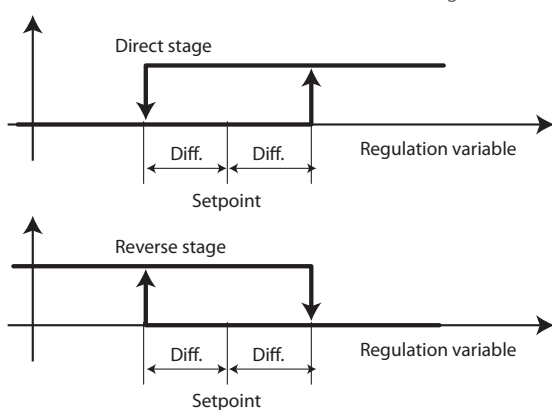 Direct stage
Diff. Diff. Regulation variable
Setpoint
Reverse stage
Diff. Diff. Regulation variable
Setpoint